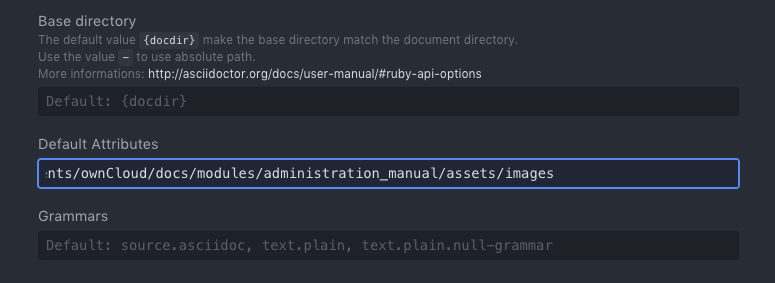 Base directory
The default value {docdir} make the base directory match the document directory.
Use the value – to use absolute path.
More informations: http://asciidoctor.org/docs/user-manual/#ruby-api-options
Default: {docdir}
Default Attributes
nts/ownCloud/docs/modules/administration_manual/assets/images
Grammars
Default: source.asciidoc, text.plain, text.plain.null-grammar